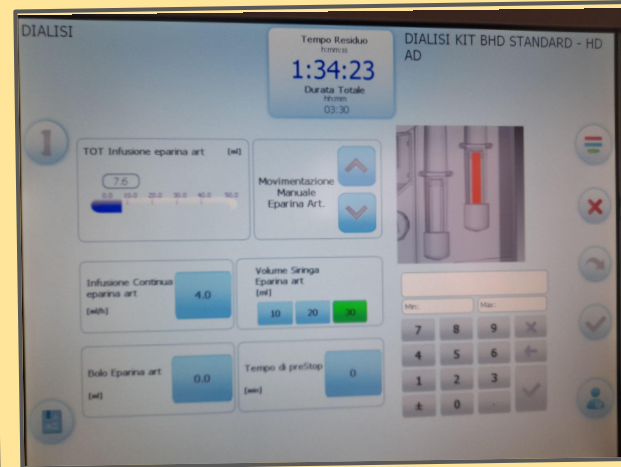 DIALISI
Tempo Residuo
h:mm:ss
1:34:23
Durata Totale
hh:mm
03:30
DIALISI KIT BHD STANDARD - HD
AD
TOT Infusione eparina art [ml]
7.6
0.0 10.0 20.0 30.0 40.0 50.0
Movimentazione
Manuale
Eparina Art.
Infusione Continua
eparina art
[ml/h]
4.0
Volume Siringa
Eparina art
[ml]
10 20 30
Bolo Eparina art
[ml]
0.0
Tempo di preStop
[min]
0
Min:
Max:
7 8 9
4 5 6
1 2 3
± 0 .